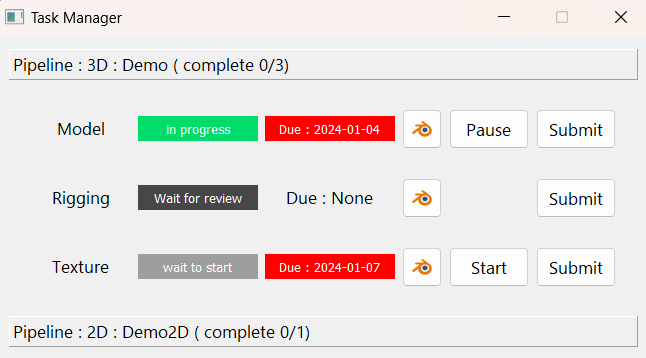 Task Manager
Pipeline : 3D : Demo ( complete 0/3)
Model in progress Due : 2024-01-04 Pause Submit
Rigging Wait for review Due : None Submit
Texture wait to start Due : 2024-01-07 Start Submit
Pipeline : 2D : Demo2D ( complete 0/1)